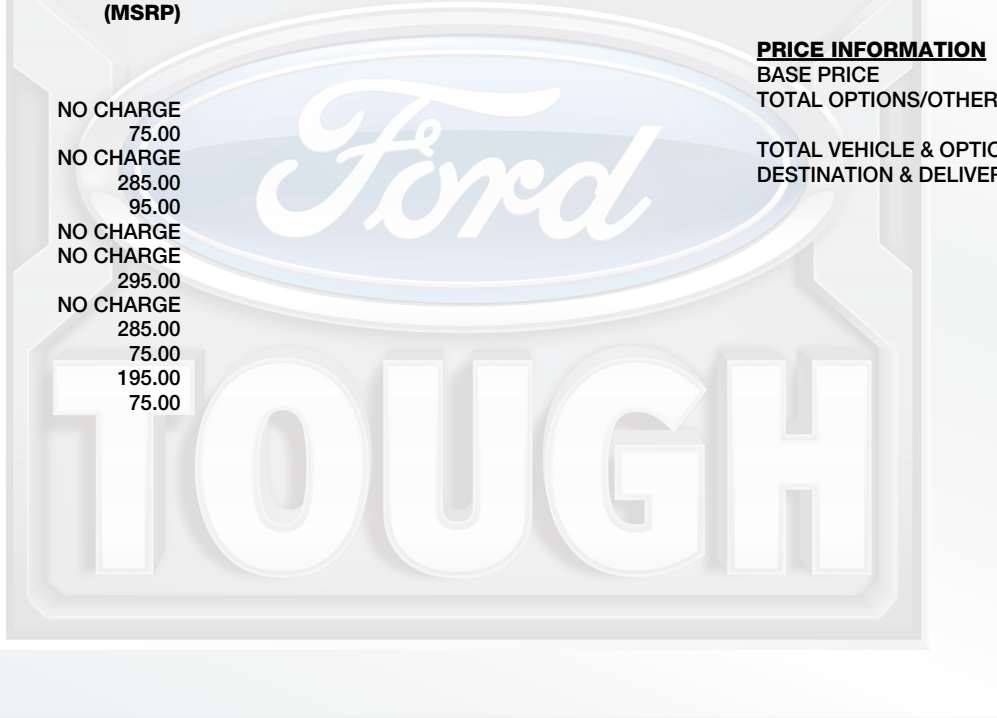 (MSRP)
NO CHARGE
75.00
NO CHARGE
285.00
95.00
NO CHARGE
NO CHARGE
295.00
NO CHARGE
285.00
75.00
195.00
75.00
PRICE INFORMATION
BASE PRICE
TOTAL OPTIONS/OTHER
TOTAL VEHICLE & OPTIO
DESTINATION & DELIVER
Ford
TOUGH